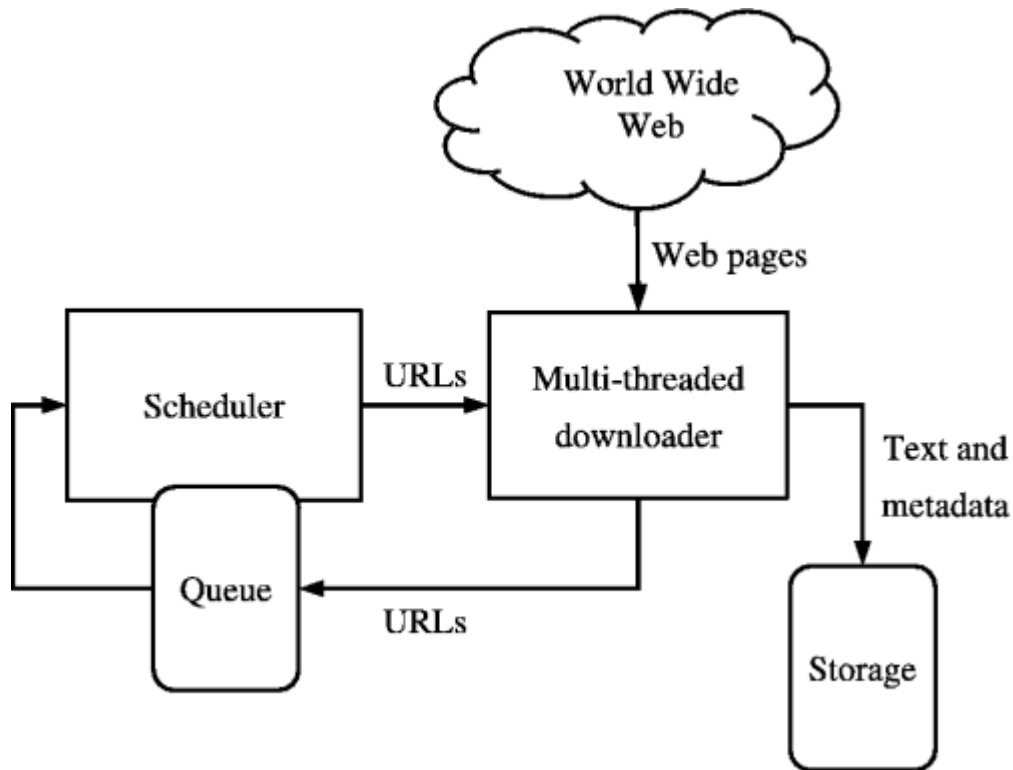 World Wide
Web
Web pages
Scheduler
URLs
Multi-threaded
downloader
Text and
metadata
Queue
URLs
Storage